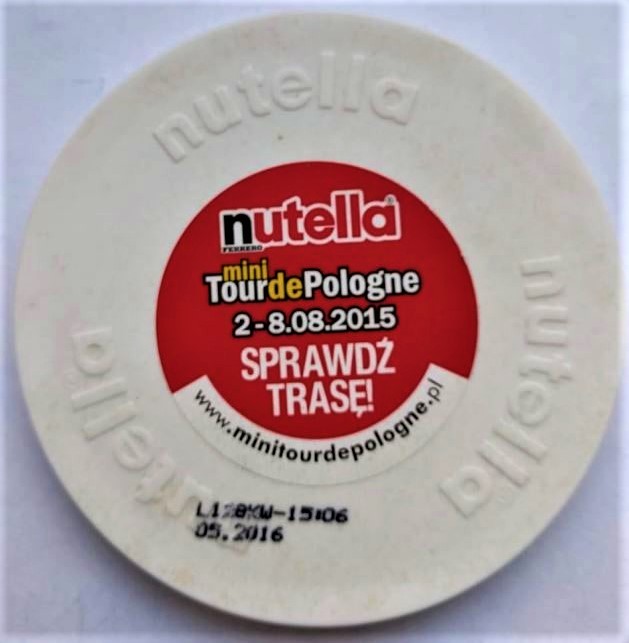 nutella
nutella
FERRERO
mini
TourdePologne
2-8.08.2015
SPRAWDŹ
TRASĘ!
www.minitourdepologne.pl
nutella
nutella
05.2016